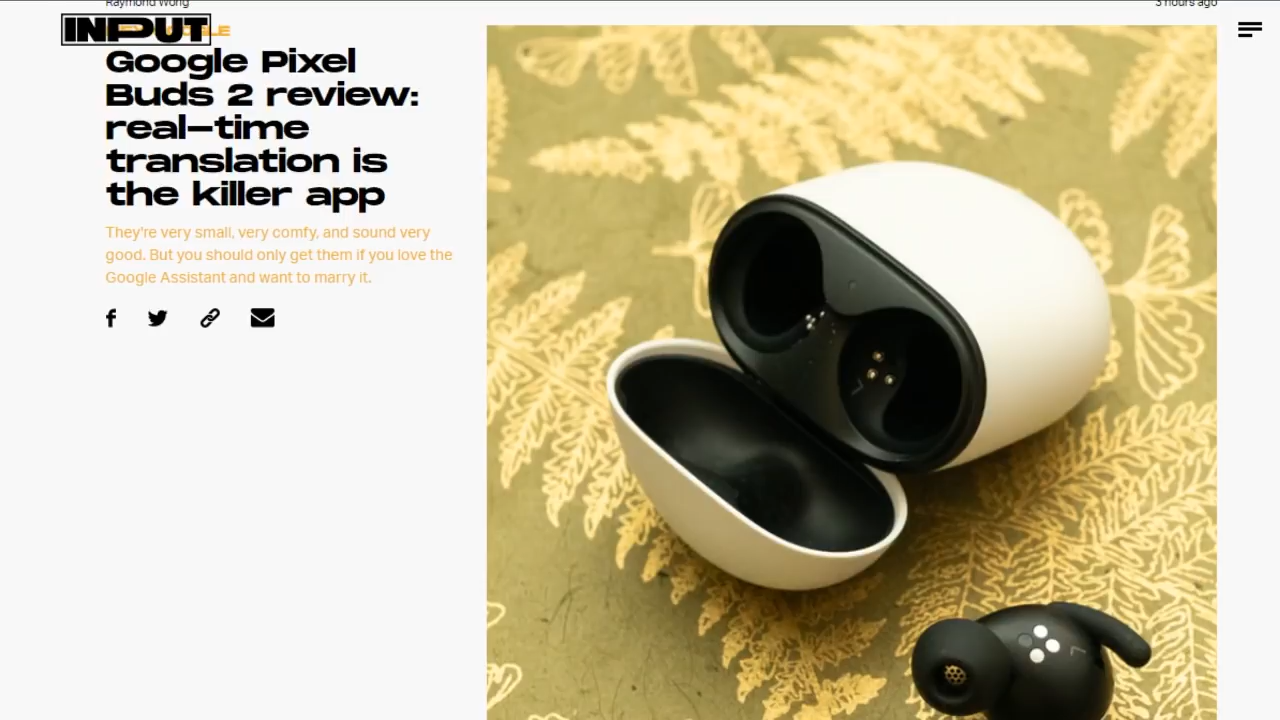 Raymond Wong
3 hours ago
INPUT
Google Pixel
Buds 2 review:
real-time
translation is
the killer app
They're very small, very comfy, and sound very
good. But you should only get them if you love the
Google Assistant and want to marry it.
L
L